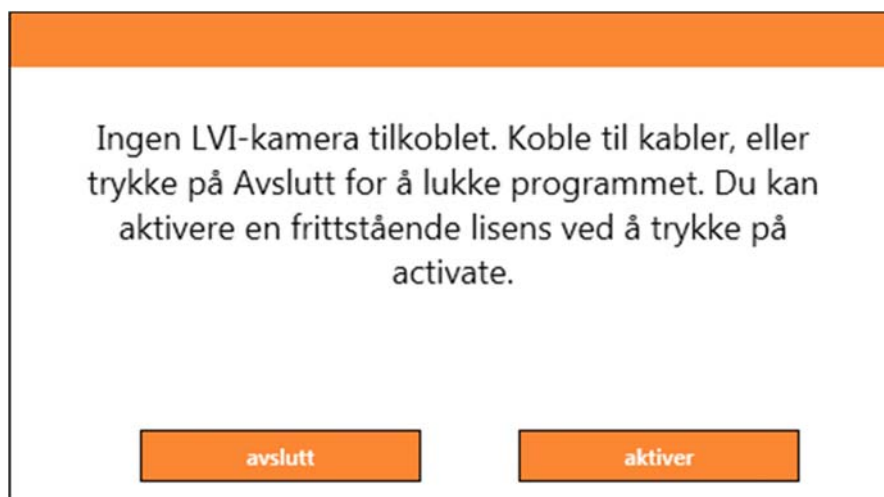 Ingen LVI-kamera tilkoblet. Koble til kabler, eller
trykke på Avslutt for å lukke programmet. Du kan
aktivere en frittstående lisens ved å trykke på
activate.
avslutt
aktiver